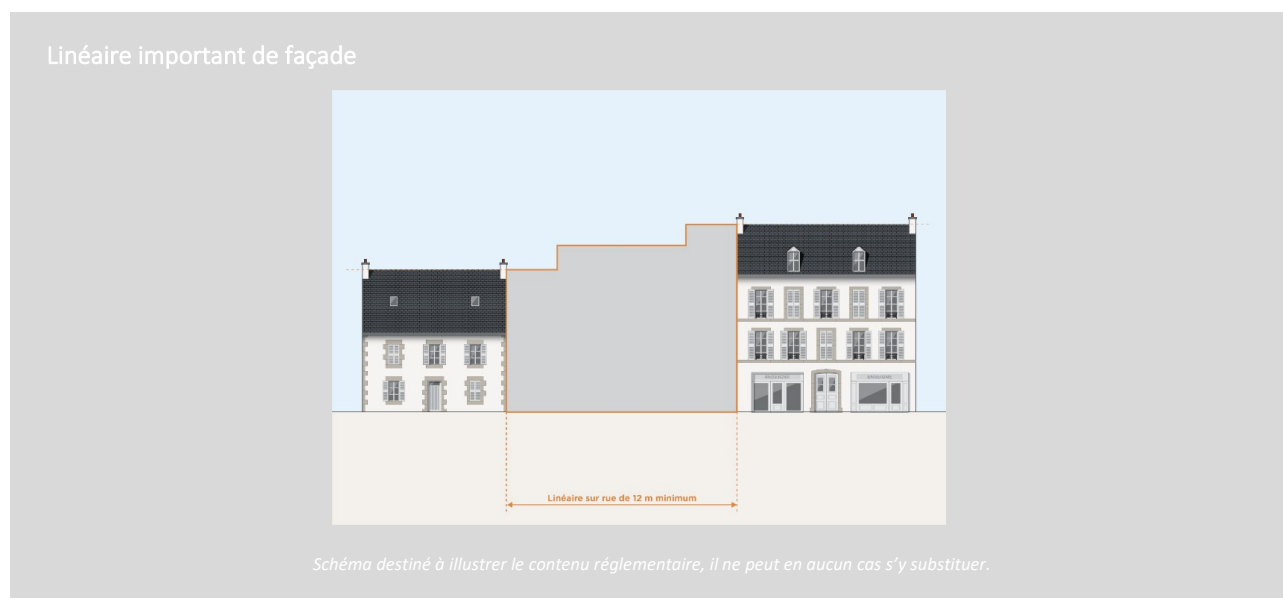 Linéaire important de façade
Linéaire sur rue de 12 m minimum
Schéma destiné à illustrer le contenu réglementaire, il ne peut en aucun cas s’y substituer.